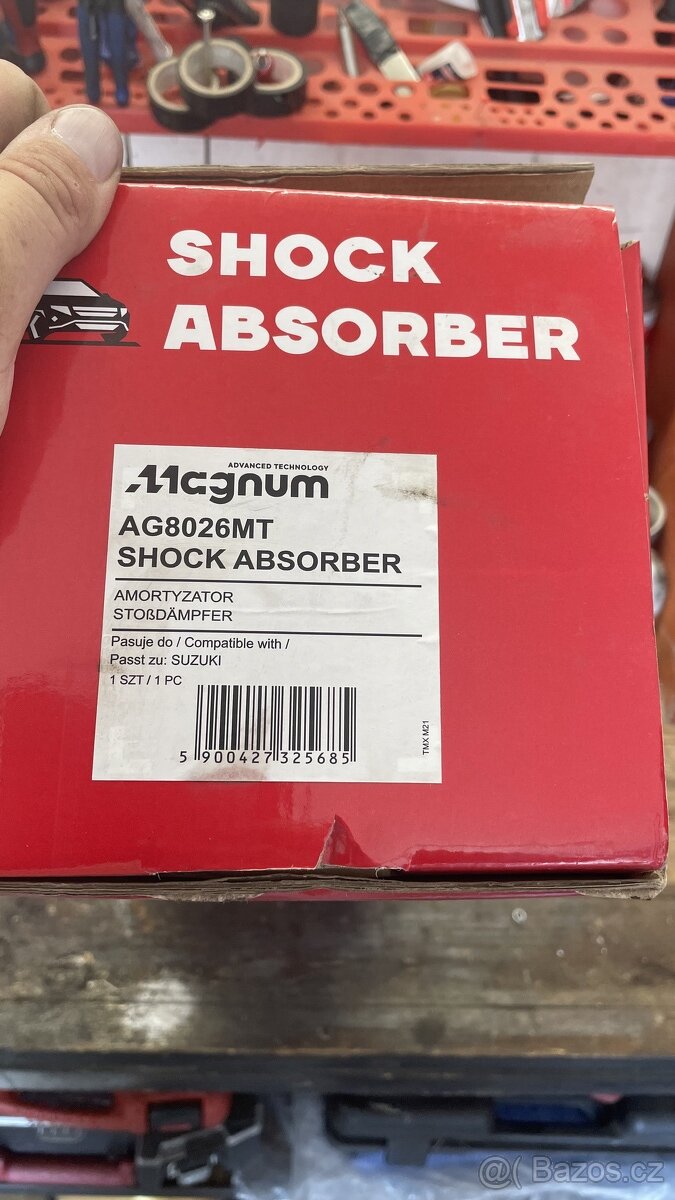 SHOCK
ABSORBER
ADVANCED TECHNOLOGY
Magnum
AG8026MT
SHOCK ABSORBER
AMORTYZATOR
STOßDÄMPFER
Pasuje do / Compatible with /
Passt zu: SUZUKI
1 SZT / 1 PC
5 900427 325685
TMX M21
@( Bazos.cz